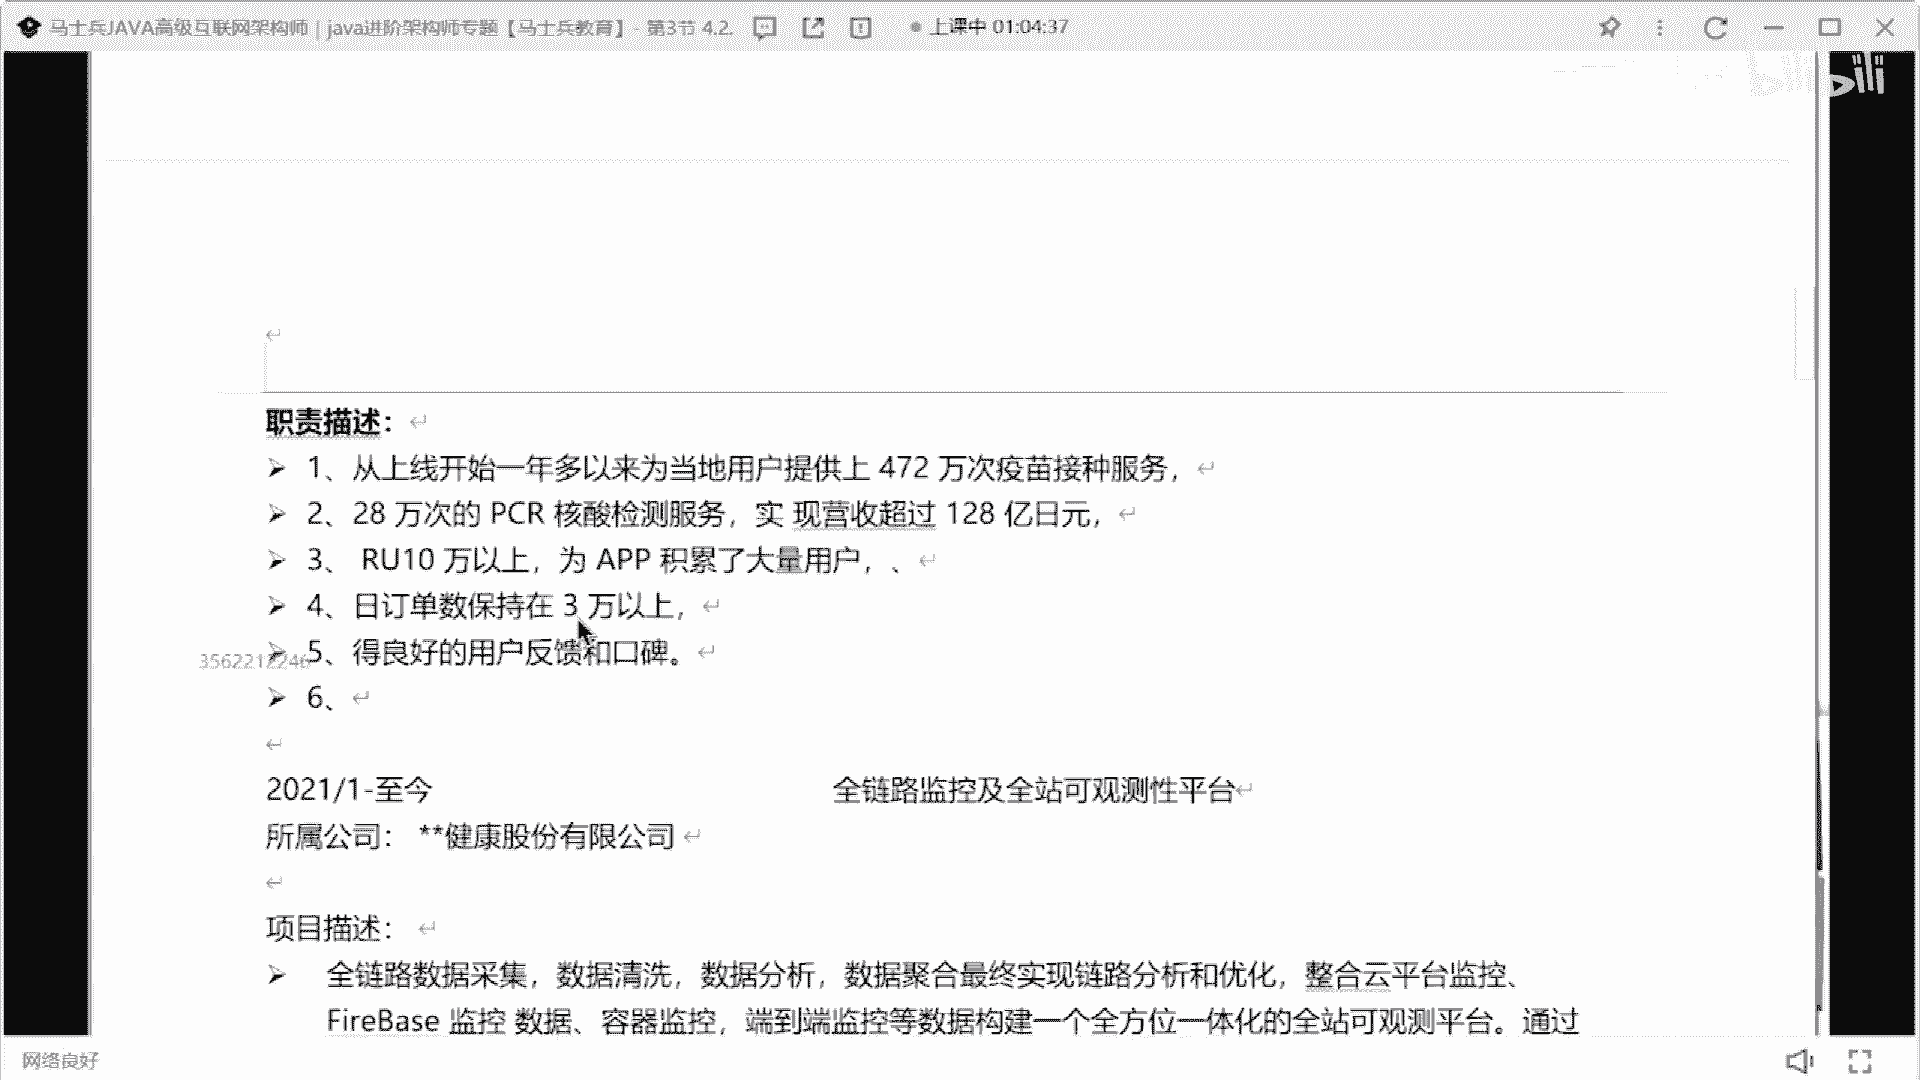 马士兵JAVA高级互联网架构师 | java进阶架构师专题【马士兵教育】- 第3节 4.2.
上课中 01:04:37
职责描述：
1、从上线开始一年多以来为当地用户提供上 472 万次疫苗接种服务，
2、28 万次的 PCR 核酸检测服务，实 现营收超过 128 亿日元，
3、 RU10 万以上，为 APP 积累了大量用户，、
4、日订单数保持在 3 万以上，
5、得良好的用户反馈和口碑。
3562212246
6、
2021/1-至今 全链路监控及全站可观测性平台
所属公司： **健康股份有限公司
项目描述：
全链路数据采集，数据清洗，数据分析，数据聚合最终实现链路分析和优化，整合云平台监控、
FireBase 监控 数据、容器监控，端到端监控等数据构建一个全方位一体化的全站可观测平台。通过
网络良好